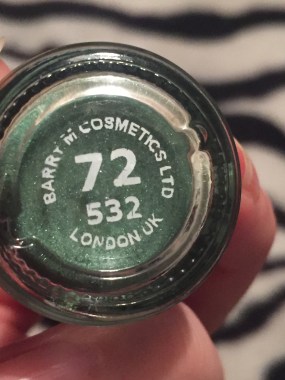 BARRY M COSMETICS LTD
72
532
LONDON UK